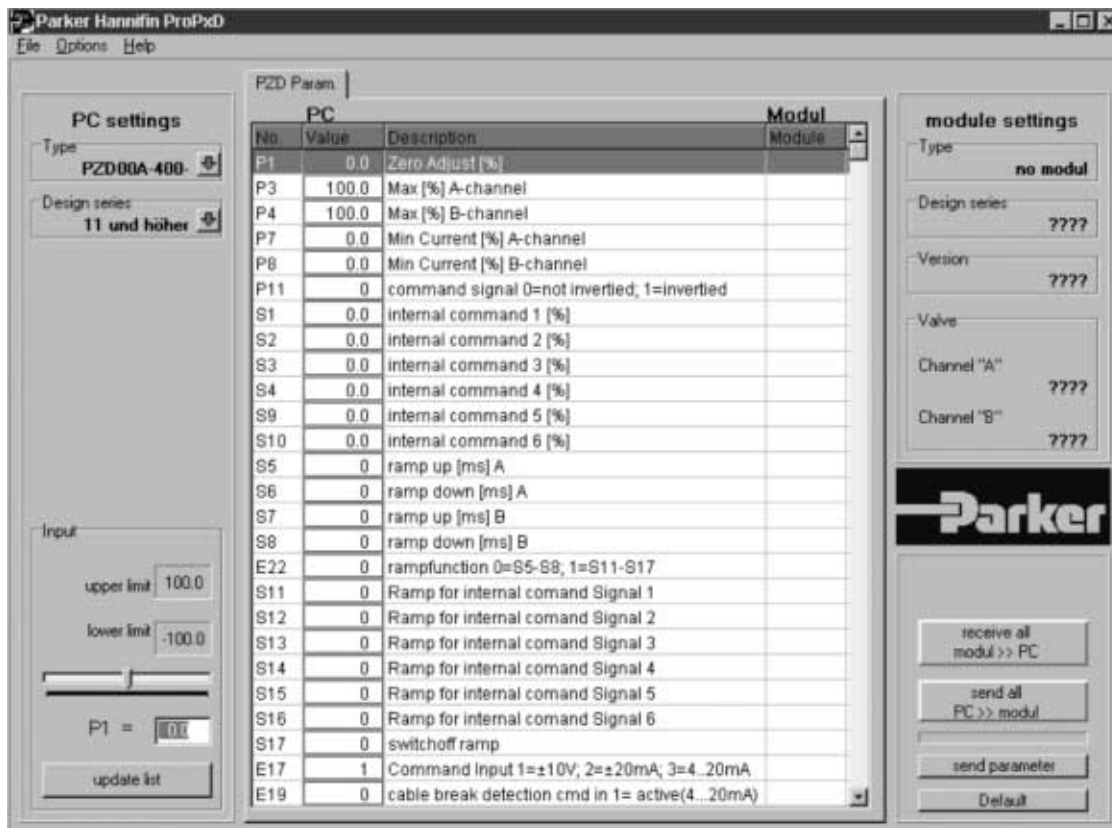 Parker Hannifin ProPxD
File Options Help
PZD Param.
PC settings
Type
PZD00A-400-
Design series
11 und höher
Input
upper limit 100.0
lower limit -100.0
P1 = 0.0
update list
PC Modul
No. Value Description Module
P1 0.0 Zero Adjust [%]
P3 100.0 Max [%] A-channel
P4 100.0 Max [%] B-channel
P7 0.0 Min Current [%] A-channel
P8 0.0 Min Current [%] B-channel
P11 0 command signal 0=not invertied; 1=invertied
S1 0.0 internal command 1 [%]
S2 0.0 internal command 2 [%]
S3 0.0 internal command 3 [%]
S4 0.0 internal command 4 [%]
S9 0.0 internal command 5 [%]
S10 0.0 internal command 6 [%]
S5 0 ramp up [ms] A
S6 0 ramp down [ms] A
S7 0 ramp up [ms] B
S8 0 ramp down [ms] B
E22 0 rampfunction 0=S5-S8; 1=S11-S17
S11 0 Ramp for internal comand Signal 1
S12 0 Ramp for internal comand Signal 2
S13 0 Ramp for internal comand Signal 3
S14 0 Ramp for internal comand Signal 4
S15 0 Ramp for internal comand Signal 5
S16 0 Ramp for internal comand Signal 6
S17 0 switchoff ramp
E17 1 Command Input 1=±10V; 2=±20mA; 3=4..20mA
E19 0 cable break detection cmd in 1= active(4...20mA)
module settings
Type
no modul
Design series
????
Version
????
Valve
Channel "A"
????
Channel "B"
????
Parker
receive all
modul >> PC
send all
PC >> modul
send parameter
Default